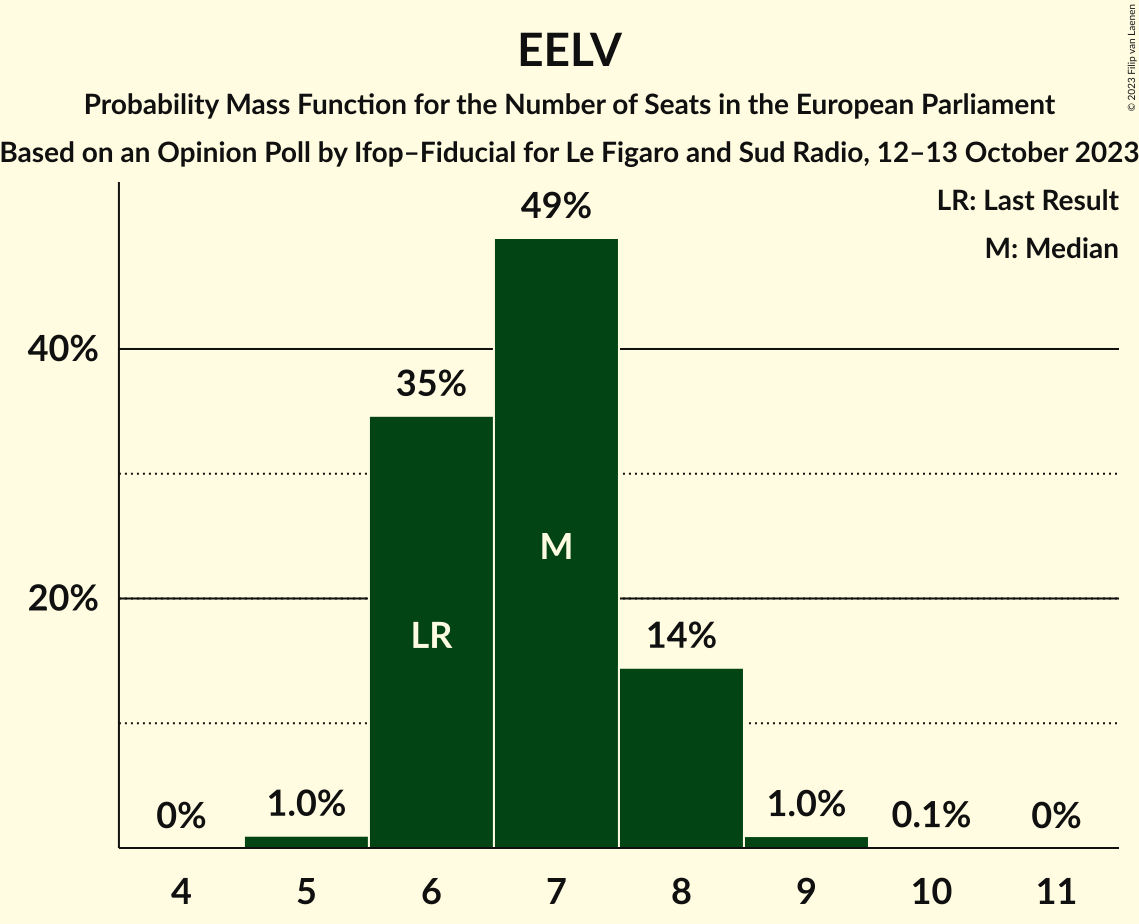 EELV
Probability Mass Function for the Number of Seats in the European Parliament
Based on an Opinion Poll by Ifop–Fiducial for Le Figaro and Sud Radio, 12–13 October 2023
© 2023 Filip van Laenen
LR: Last Result
M: Median
49%
40%
35%
M
20%
LR
14%
0%
1.0%
1.0%
0.1%
0%
4 5 6 7 8 9 10 11